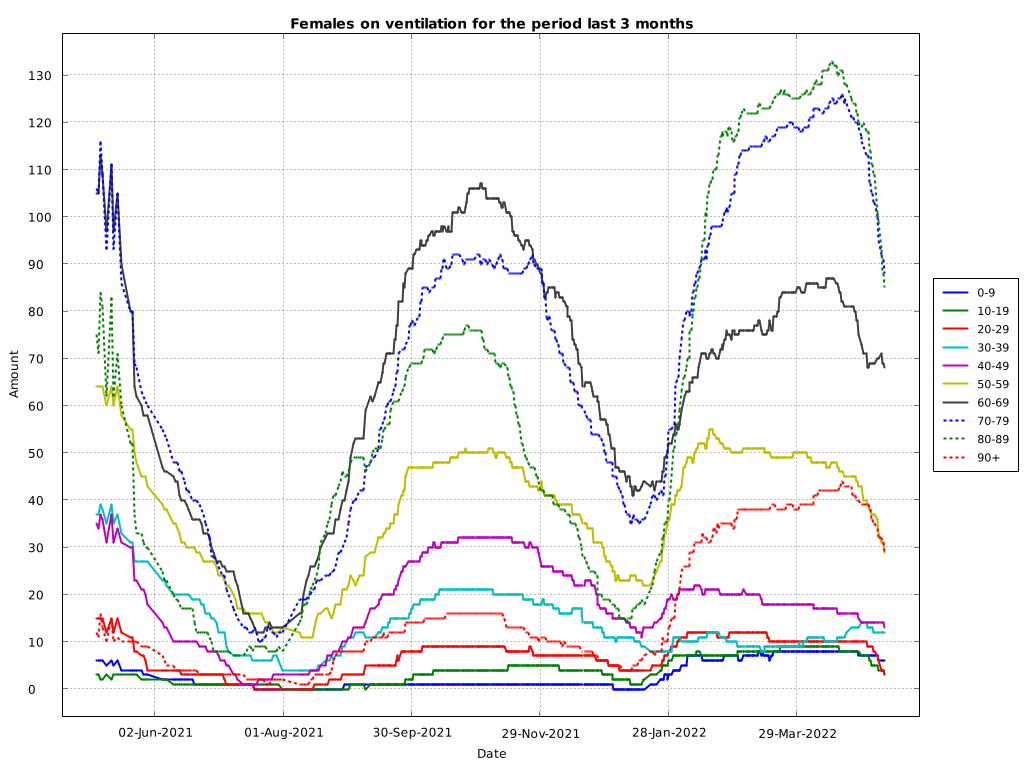 Females on ventilation for the period last 3 months
130
120
110
100
90
80
70
60
50
40
30
20
10
0
Amount
02-Jun-2021
01-Aug-2021
30-Sep-2021
29-Nov-2021
28-Jan-2022
29-Mar-2022
Date
0-9
10-19
20-29
30-39
40-49
50-59
60-69
70-79
80-89
90+